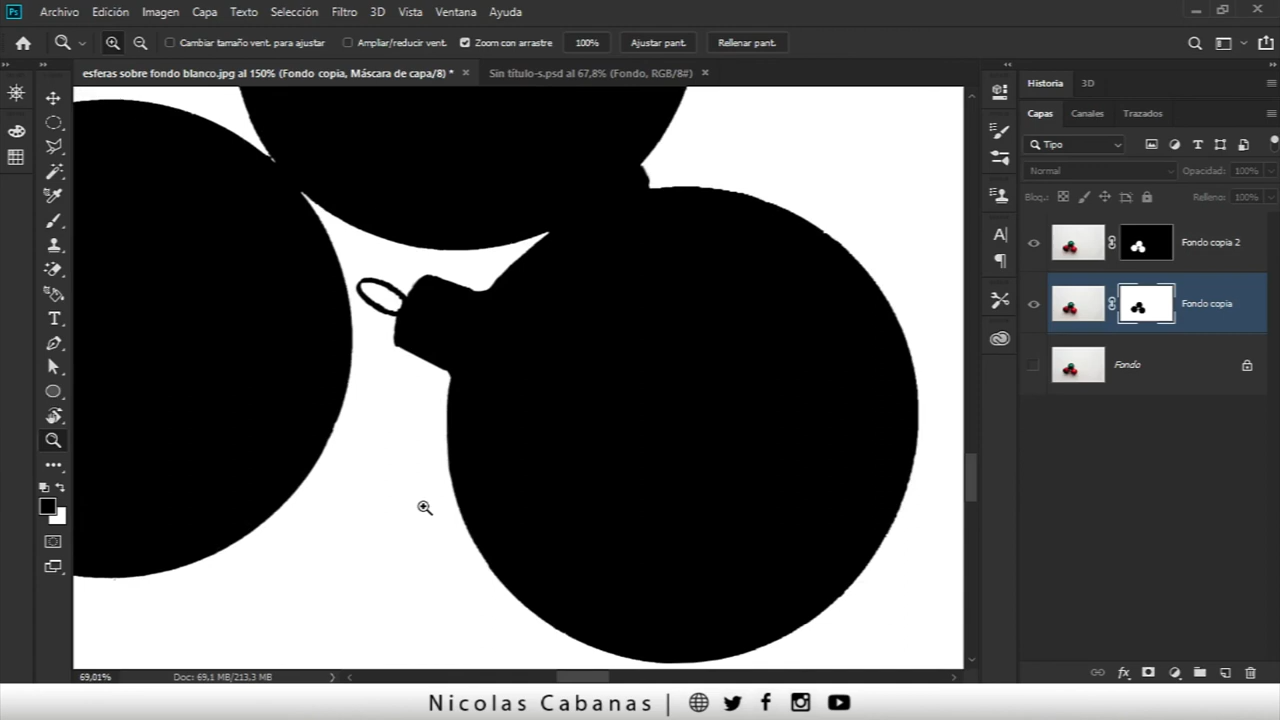 Ps Archivo Edición Imagen Capa Texto Selección Filtro 3D Vista Ventana Ayuda
Cambiar tamaño vent. para ajustar Ampliar/reducir vent. Zoom con arrastre 100% Ajustar pant. Rellenar pant.
esferas sobre fondo blanco.jpg al 150% (Fondo copia, Máscara de capa/8) * Sin título-s.psd al 67,8% (Fondo, RGB/8#)
Historia 3D
Capas Canales Trazados
Tipo
Normal Opacidad: 100%
Bloq.: Relleno: 100%
Fondo copia 2
Fondo copia
Fondo
69,01% Doc: 69,1 MB/213,3 MB
Nicolas Cabanas |